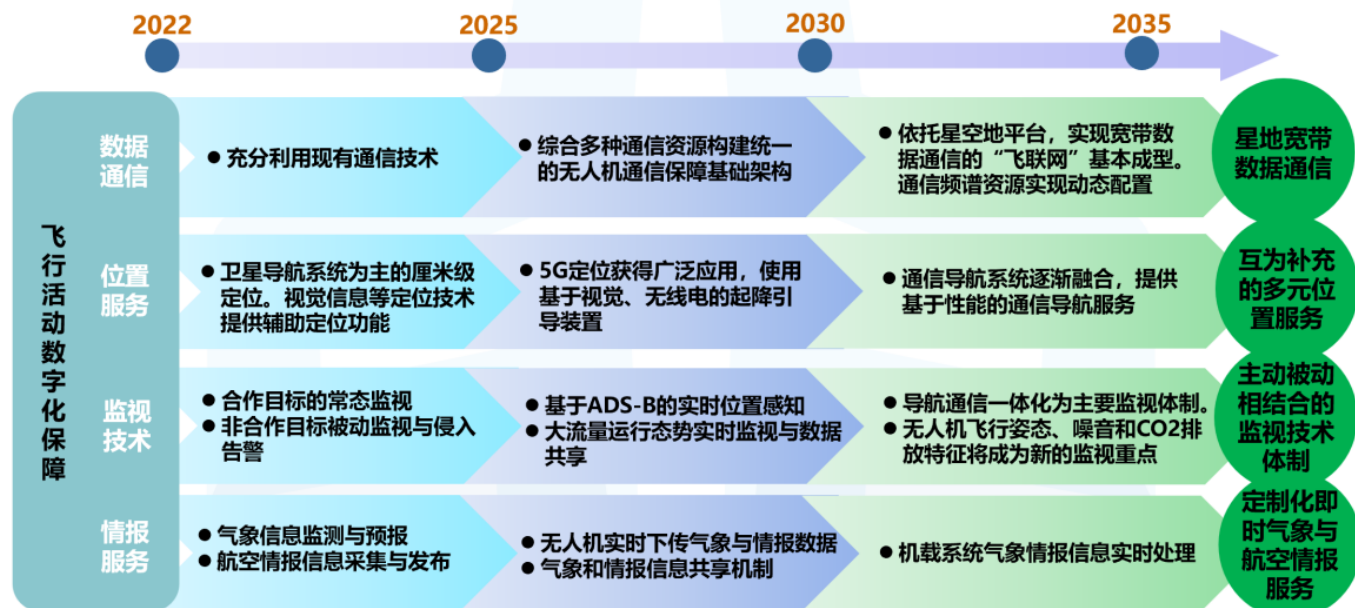 2022
2025
2030
2035
飞行活动数字化保障
数据
通信
● 充分利用现有通信技术
● 综合多种通信资源构建统一
的无人机通信保障基础架构
● 依托星空地平台，实现宽带数
据通信的“飞联网”基本成型。
通信频谱资源实现动态配置
星地宽带
数据通信
位置
服务
● 卫星导航系统为主的厘米级
定位。视觉信息等定位技术
提供辅助定位功能
● 5G定位获得广泛应用，使用
基于视觉、无线电的起降引
导装置
● 通信导航系统逐渐融合，提供
基于性能的通信导航服务
互为补充
的多元位
置服务
监视
技术
● 合作目标的常态监视
● 非合作目标被动监视与侵入
告警
● 基于ADS-B的实时位置感知
● 大流量运行态势实时监视与数据
共享
● 导航通信一体化为主要监视体制。
● 无人机飞行姿态、噪音和CO2排
放特征将成为新的监视重点
主动被动
相结合的
监视技术
体制
情报
服务
● 气象信息监测与预报
● 航空情报信息采集与发布
● 无人机实时下传气象与情报数据
● 气象和情报信息共享机制
● 机载系统气象情报信息实时处理
定制化即
时气象与
航空情报
服务